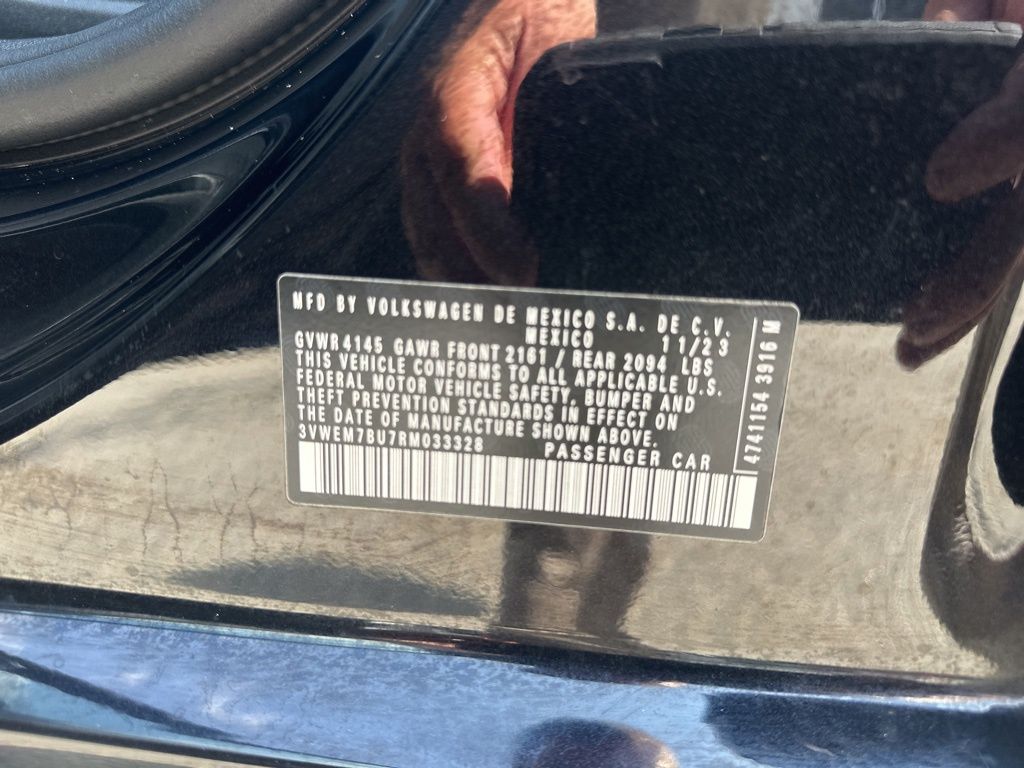 MFD BY VOLKSWAGEN DE MEXICO S.A. DE C.V.
MEXICO 11/23
GVWR 4145 GAWR FRONT 2161 / REAR 2094 LBS
THIS VEHICLE CONFORMS TO ALL APPLICABLE U.S.
FEDERAL MOTOR VEHICLE SAFETY, BUMPER AND
THEFT PREVENTION STANDARDS IN EFFECT ON
THE DATE OF MANUFACTURE SHOWN ABOVE.
3VWEM7BU7RM033328 PASSENGER CAR
4741154 3916 M